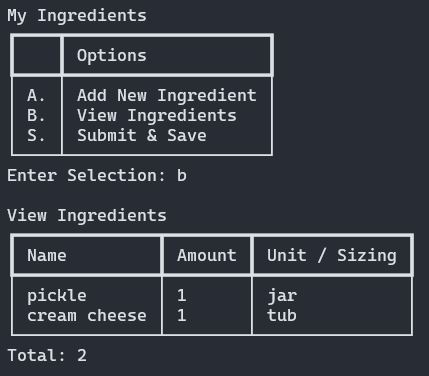 My Ingredients
Options
A. Add New Ingredient
B. View Ingredients
S. Submit & Save
Enter Selection: b
View Ingredients
Name Amount Unit / Sizing
pickle 1 jar
cream cheese 1 tub
Total: 2